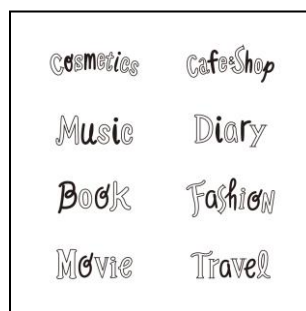 Cosmetics
Cafe&Shop
Music
Diary
Book
Fashion
Movie
Travel